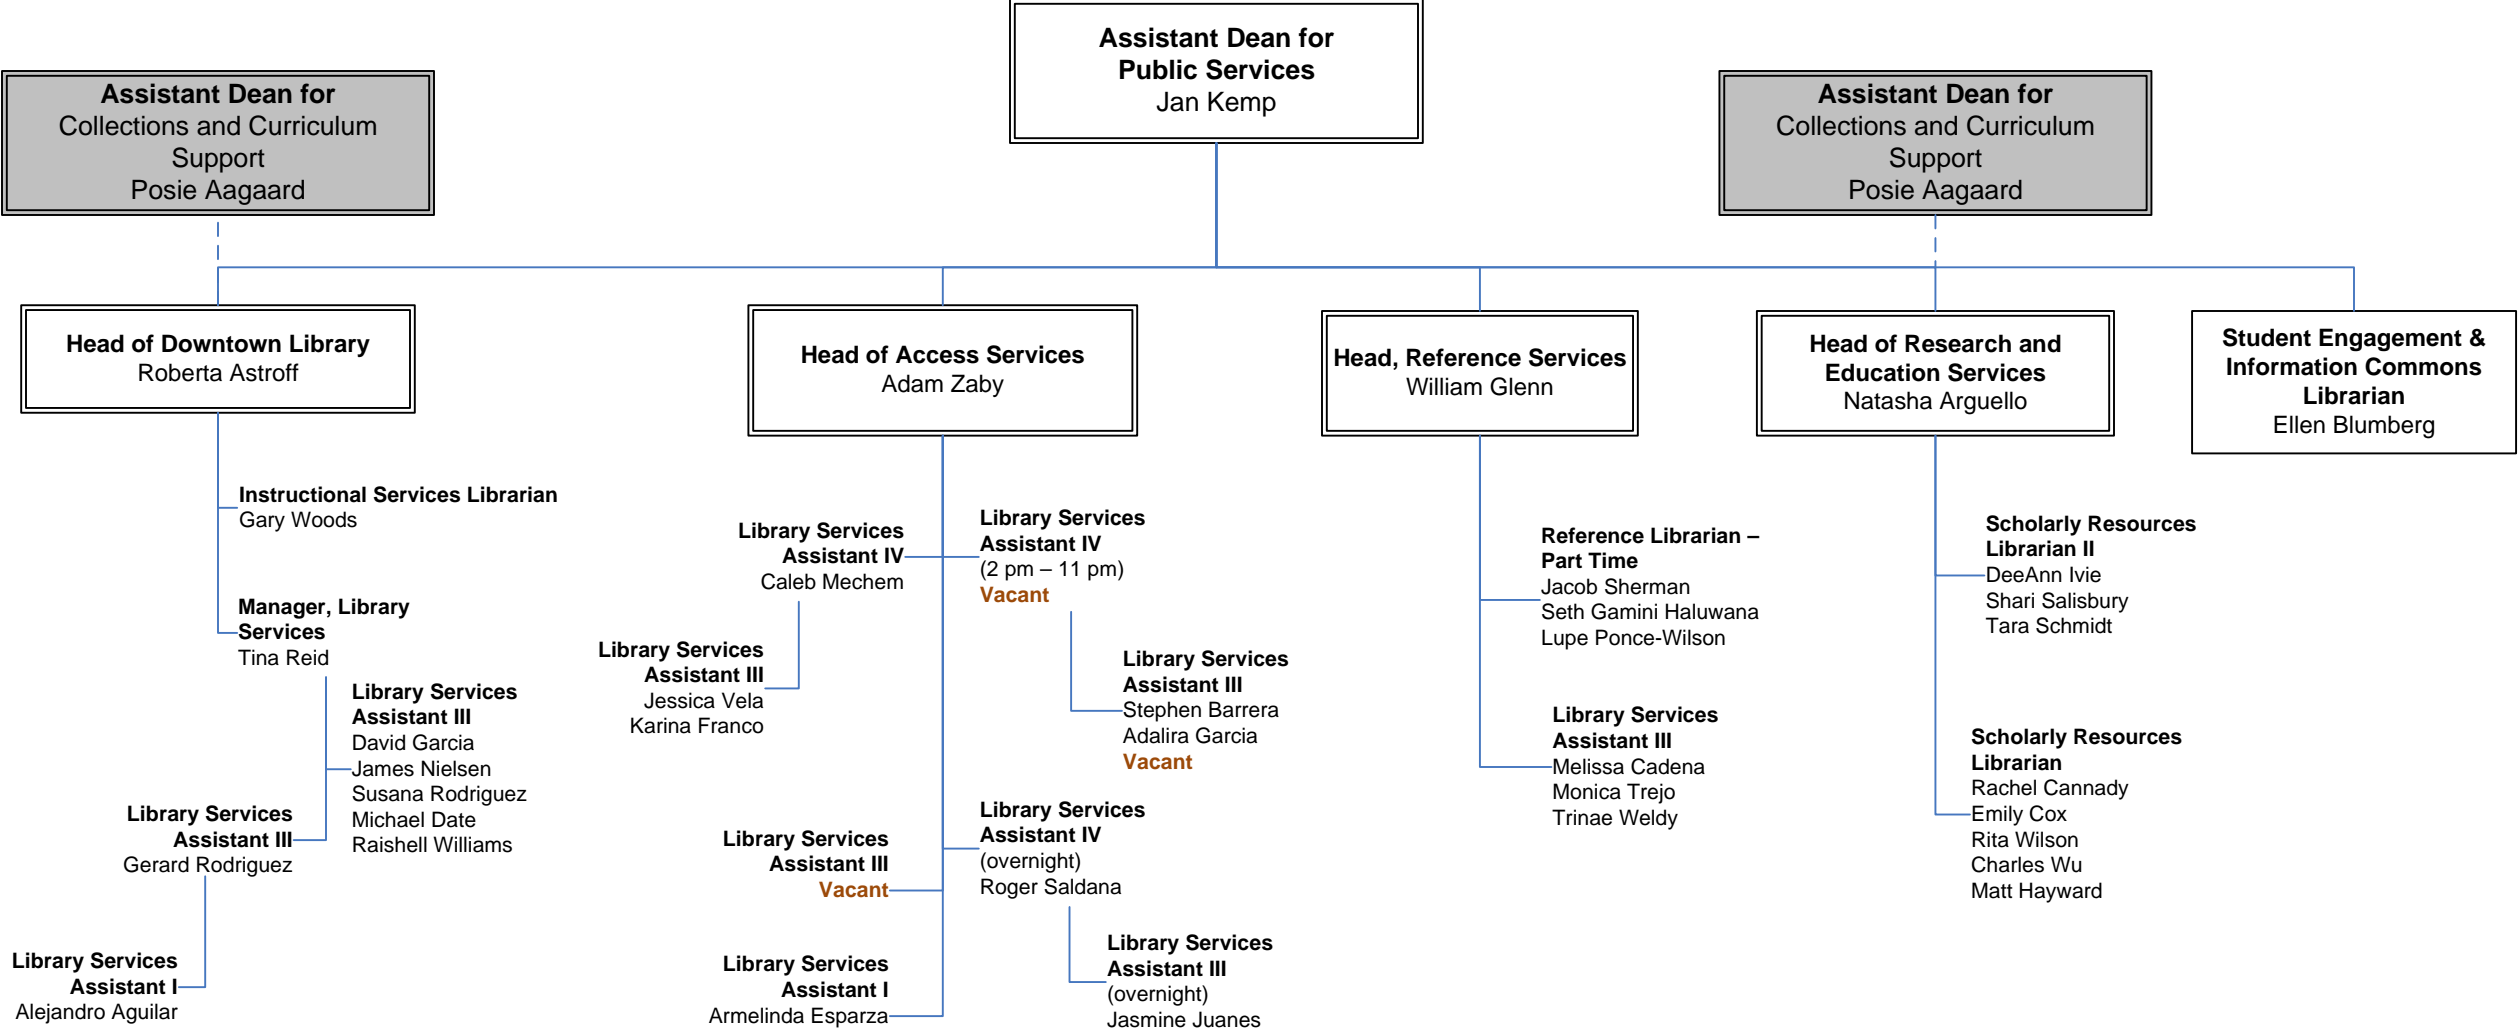 Assistant Dean for
Public Services
Jan Kemp
Assistant Dean for
Collections and Curriculum
Support
Posie Aagaard
Assistant Dean for
Collections and Curriculum
Support
Posie Aagaard
Head of Downtown Library
Roberta Astroff
Head of Access Services
Adam Zaby
Head, Reference Services
William Glenn
Head of Research and
Education Services
Natasha Arguello
Student Engagement &
Information Commons
Librarian
Ellen Blumberg
Instructional Services Librarian
Gary Woods
Manager, Library
Services
Tina Reid
Library Services
Assistant III
David Garcia
James Nielsen
Susana Rodriguez
Michael Date
Raishell Williams
Library Services
Assistant III
Gerard Rodriguez
Library Services
Assistant I
Alejandro Aguilar
Library Services
Assistant IV
Caleb Mechem
Library Services
Assistant III
Jessica Vela
Karina Franco
Library Services
Assistant IV
(2 pm – 11 pm)
Vacant
Library Services
Assistant III
Stephen Barrera
Adalira Garcia
Vacant
Library Services
Assistant III
Vacant
Library Services
Assistant IV
(overnight)
Roger Saldana
Library Services
Assistant III
(overnight)
Jasmine Juanes
Library Services
Assistant I
Armelinda Esparza
Reference Librarian –
Part Time
Jacob Sherman
Seth Gamini Haluwana
Lupe Ponce-Wilson
Library Services
Assistant III
Melissa Cadena
Monica Trejo
Trinae Weldy
Scholarly Resources
Librarian II
DeeAnn Ivie
Shari Salisbury
Tara Schmidt
Scholarly Resources
Librarian
Rachel Cannady
Emily Cox
Rita Wilson
Charles Wu
Matt Hayward